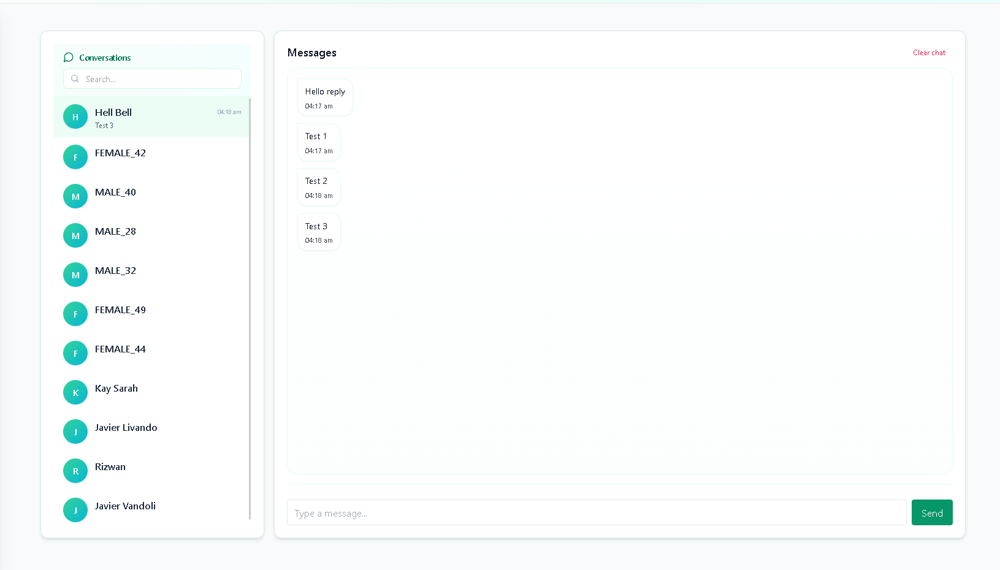 Conversations
Search...
H
Hell Bell
04:18 am
Test 3
F
FEMALE_42
M
MALE_40
M
MALE_28
M
MALE_32
F
FEMALE_49
F
FEMALE_44
K
Kay Sarah
J
Javier Livando
R
Rizwan
J
Javier Vandoli
Messages
Clear chat
Hello reply
04:17 am
Test 1
04:17 am
Test 2
04:18 am
Test 3
04:18 am
Type a message...
Send